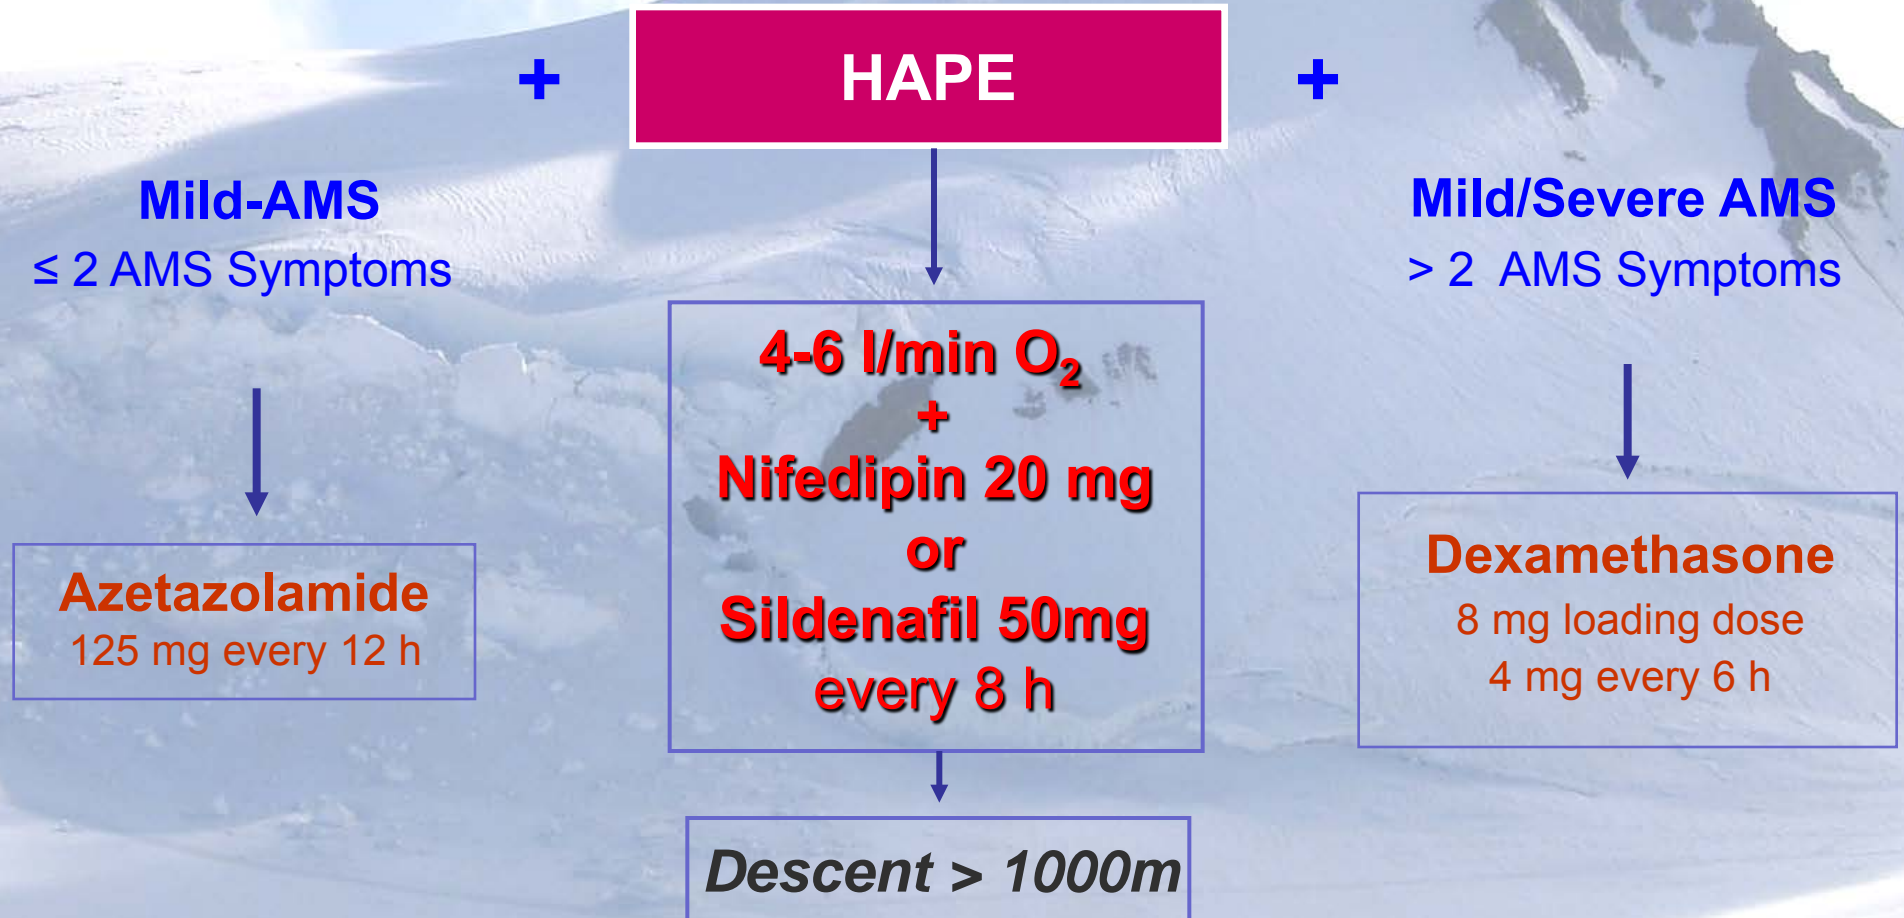 +
HAPE
+
Mild-AMS
≤ 2 AMS Symptoms
Mild/Severe AMS
> 2 AMS Symptoms
4-6 l/min O₂
+
Nifedipin 20 mg
or
Sildenafil 50mg
every 8 h
Azetazolamide
125 mg every 12 h
Dexamethasone
8 mg loading dose
4 mg every 6 h
Descent > 1000m